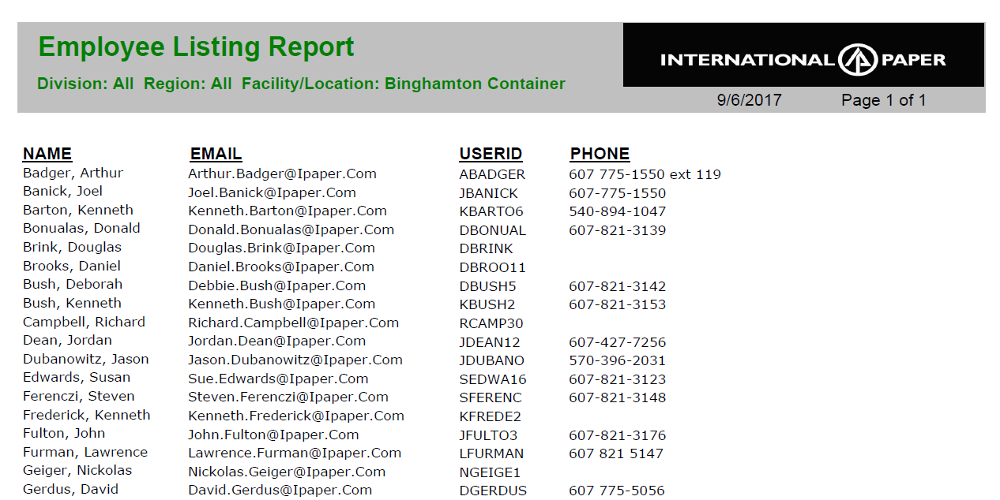 Employee Listing Report
INTERNATIONAL PAPER
Division: All Region: All Facility/Location: Binghamton Container
9/6/2017 Page 1 of 1
NAME EMAIL USERID PHONE
Badger, Arthur Arthur.Badger@Ipaper.Com ABADGER 607 775-1550 ext 119
Banick, Joel Joel.Banick@Ipaper.Com JBANICK 607-775-1550
Barton, Kenneth Kenneth.Barton@Ipaper.Com KBARTO6 540-894-1047
Bonualas, Donald Donald.Bonualas@Ipaper.Com DBONUAL 607-821-3139
Brink, Douglas Douglas.Brink@Ipaper.Com DBRINK
Brooks, Daniel Daniel.Brooks@Ipaper.Com DBROO11
Bush, Deborah Debbie.Bush@Ipaper.Com DBUSH5 607-821-3142
Bush, Kenneth Kenneth.Bush@Ipaper.Com KBUSH2 607-821-3153
Campbell, Richard Richard.Campbell@Ipaper.Com RCAMP30
Dean, Jordan Jordan.Dean@Ipaper.Com JDEAN12 607-427-7256
Dubanowitz, Jason Jason.Dubanowitz@Ipaper.Com JDUBANO 570-396-2031
Edwards, Susan Sue.Edwards@Ipaper.Com SEDWA16 607-821-3123
Ferenczi, Steven Steven.Ferenczi@Ipaper.Com SFERENC 607-821-3148
Frederick, Kenneth Kenneth.Frederick@Ipaper.Com KFREDE2
Fulton, John John.Fulton@Ipaper.Com JFULTO3 607-821-3176
Furman, Lawrence Lawrence.Furman@Ipaper.Com LFURMAN 607 821 5147
Geiger, Nickolas Nickolas.Geiger@Ipaper.Com NGEIGE1
Gerdus, David David.Gerdus@Ipaper.Com DGERDUS 607 775-5056